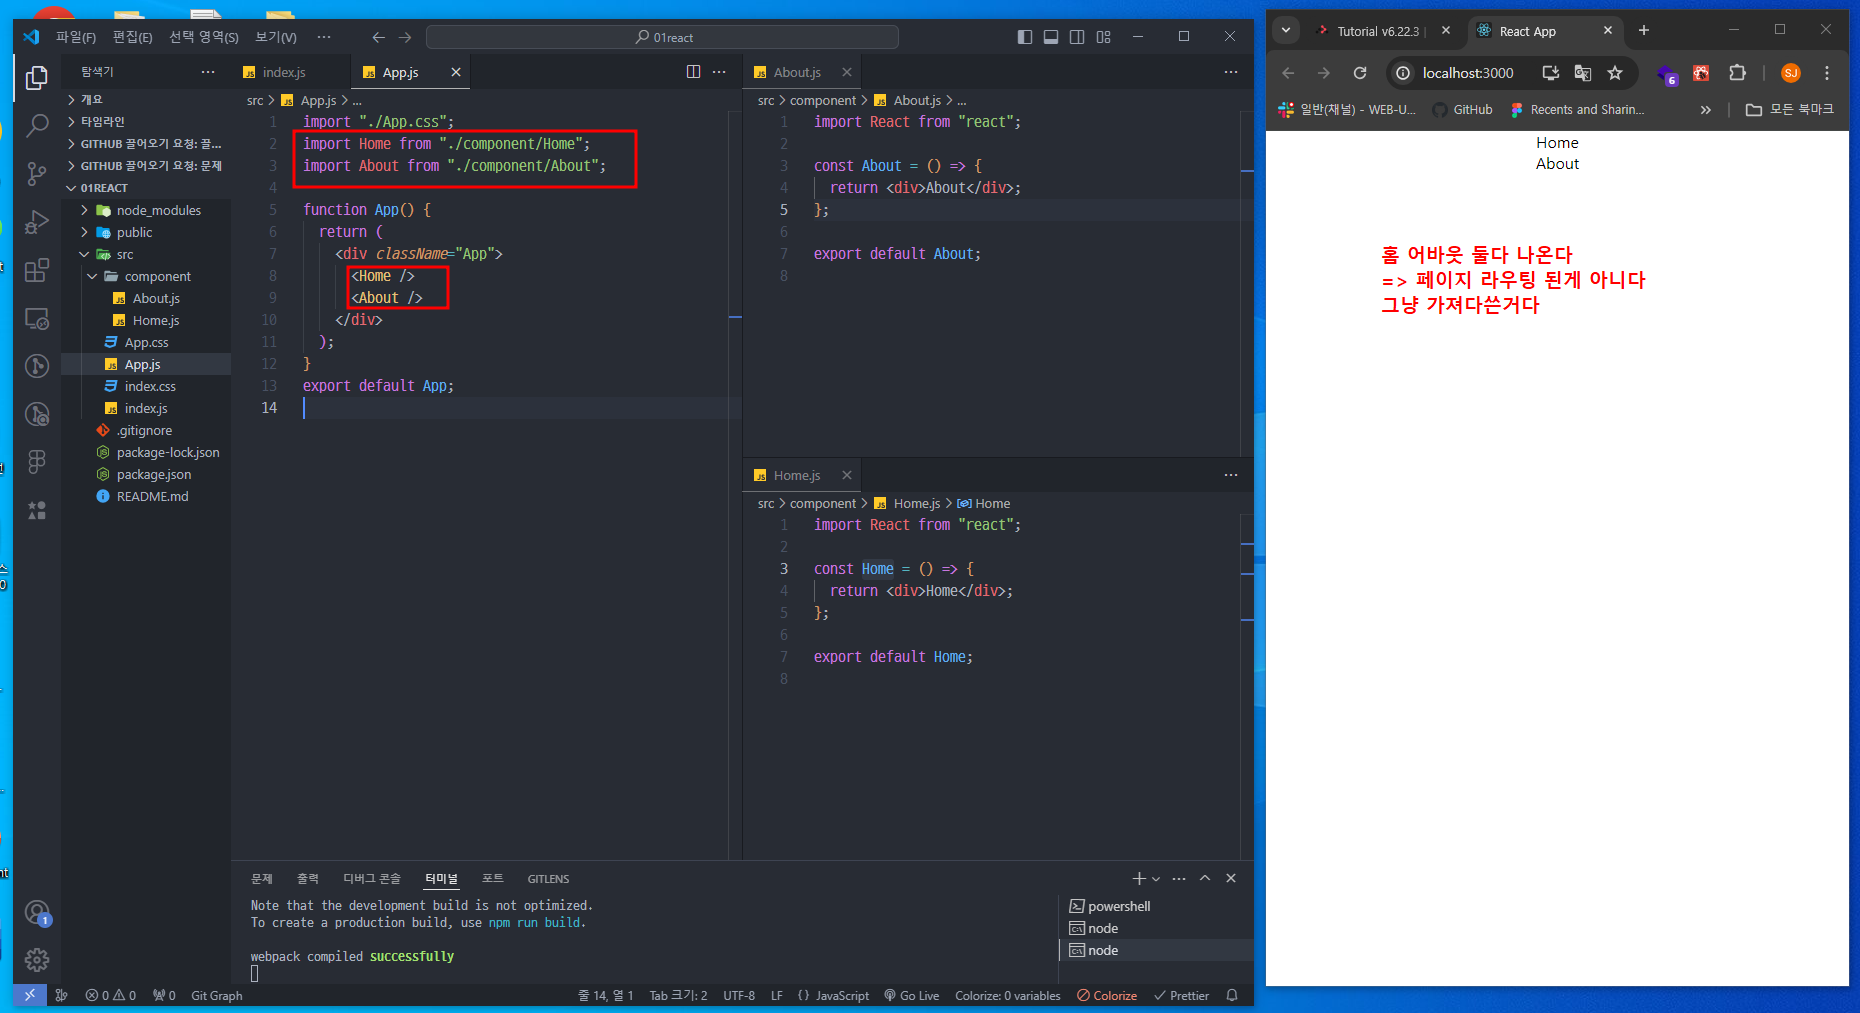 파일(F) 편집(E) 선택 영역(S) 보기(V) ··· 01react
탐색기 ···
개요
타임라인
GITHUB 끌어오기 요청: 끌...
GITHUB 끌어오기 요청: 문제
01REACT
node_modules
public
src
component
About.js
Home.js
App.css
App.js
index.css
index.js
.gitignore
package-lock.json
package.json
README.md
index.js App.js
src > App.js > ...
1 import "./App.css";
2 import Home from "./component/Home";
3 import About from "./component/About";
4
5 function App() {
6 return (
7 <div className="App">
8 <Home />
9 <About />
10 </div>
11 );
12 }
13 export default App;
14
About.js
src > component > About.js > ...
1 import React from "react";
2
3 const About = () => {
4 return <div>About</div>;
5 };
6
7 export default About;
8
Home.js
src > component > Home.js > Home
1 import React from "react";
2
3 const Home = () => {
4 return <div>Home</div>;
5 };
6
7 export default Home;
8
문제 출력 디버그 콘솔 터미널 포트 GITLENS
Note that the development build is not optimized.
To create a production build, use npm run build.
webpack compiled successfully
powershell
node
node
1
0 0 0 Git Graph 줄 14, 열 1 Tab 크기: 2 UTF-8 LF {} JavaScript Go Live Colorize: 0 variables Colorize Prettier
Tutorial v6.22.3 React App
localhost:3000 6 SJ
일반(채널) - WEB-U... GitHub Recents and Sharin... » 모든 북마크
Home
About
홈 어바웃 둘다 나온다
=> 페이지 라우팅 된게 아니다
그냥 가져다쓴거다